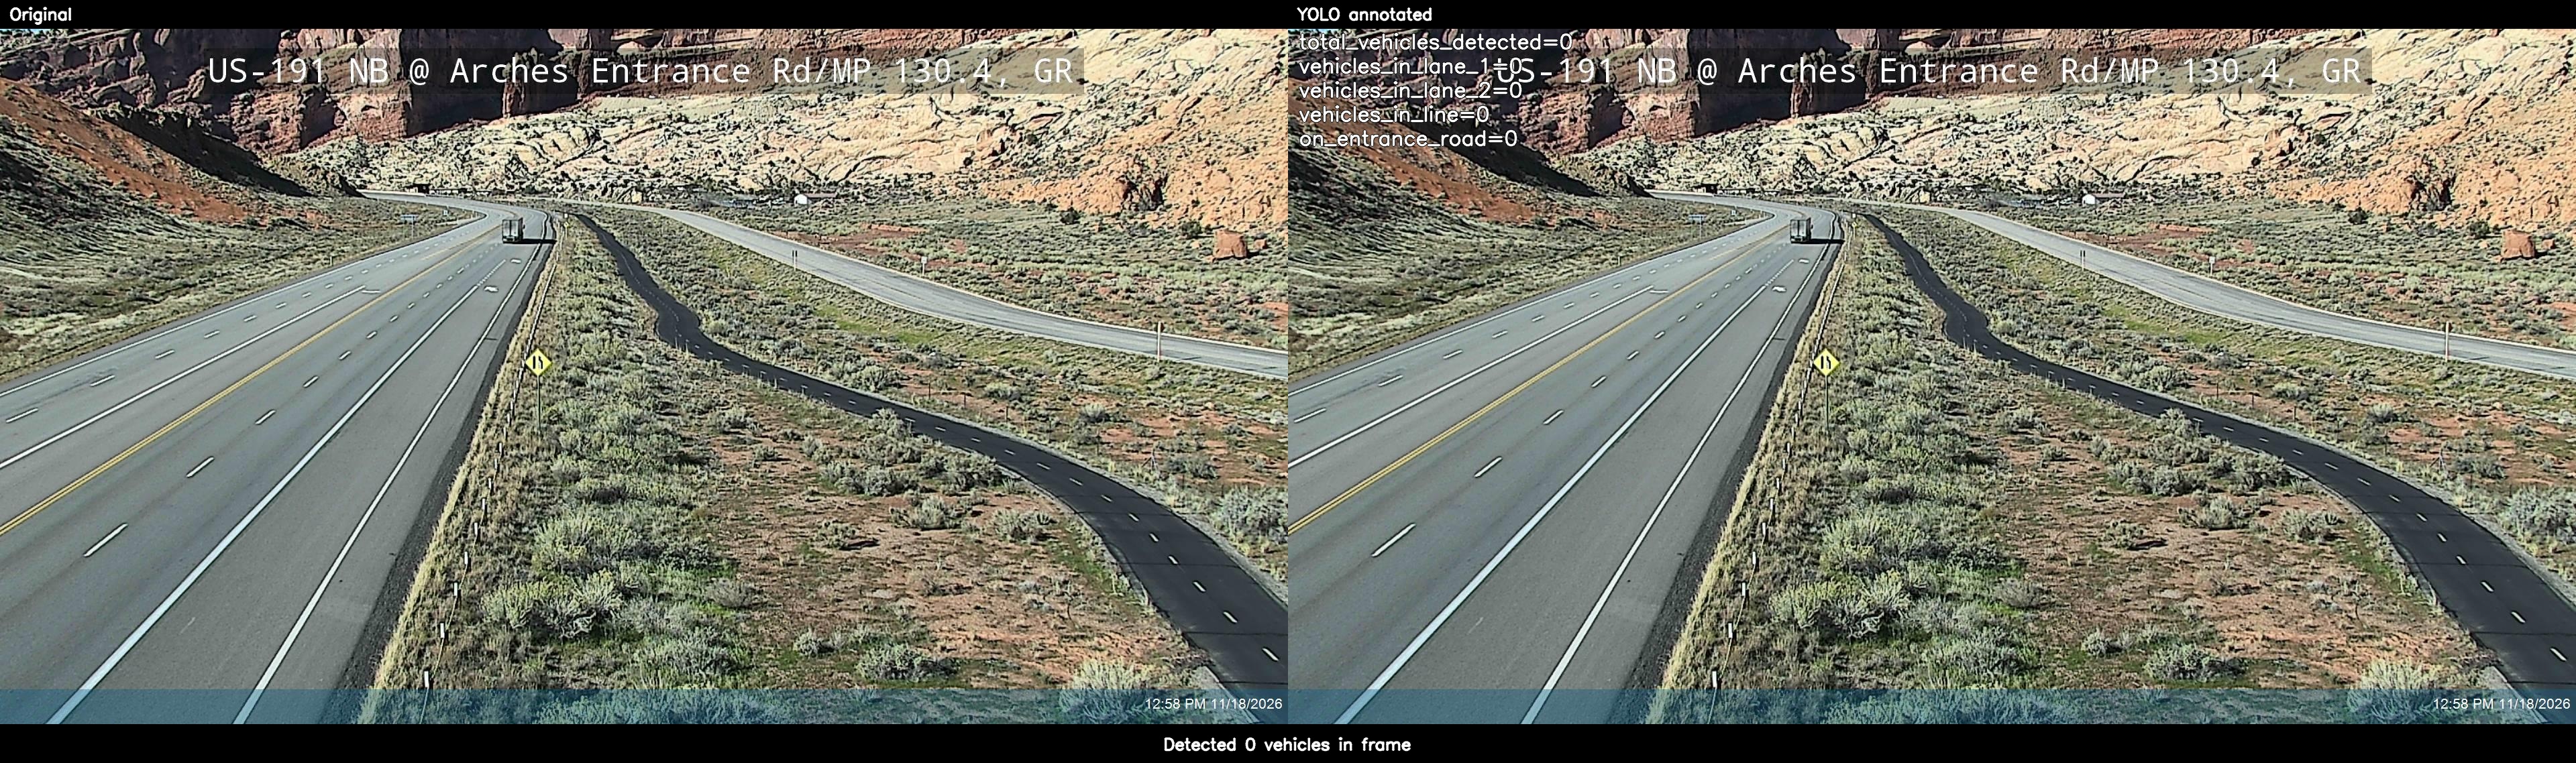 Original
US-191 NB @ Arches Entrance Rd/MP 130.4, GR
12:58 PM 11/18/2026
YOLO annotated
total_vehicles_detected=0
vehicles_in_lane_1=0
US-191 NB @ Arches Entrance Rd/MP 130.4, GR
vehicles_in_lane_2=0
vehicles_in_line=0
on_entrance_road=0
12:58 PM 11/18/2026
Detected 0 vehicles in frame